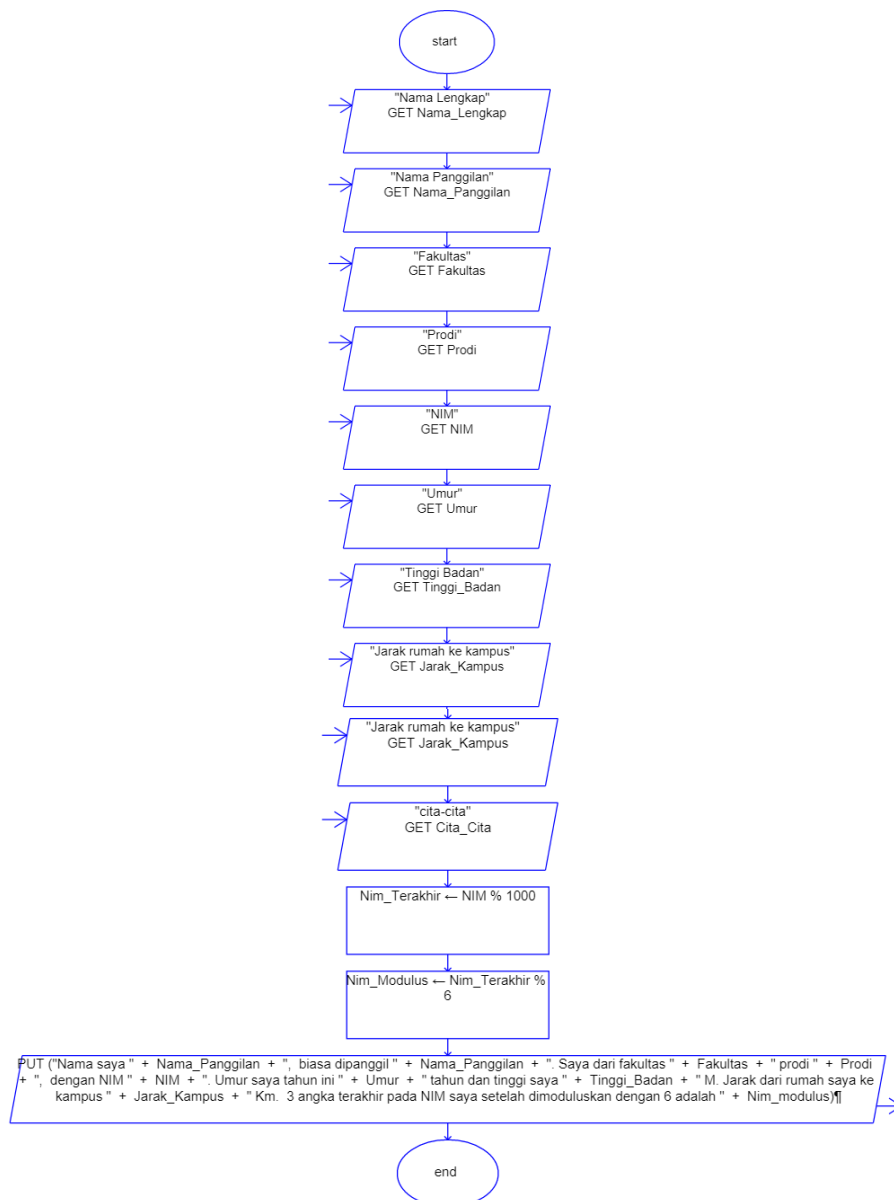 start
"Nama Lengkap"
GET Nama_Lengkap
"Nama Panggilan"
GET Nama_Panggilan
"Fakultas"
GET Fakultas
"Prodi"
GET Prodi
"NIM"
GET NIM
"Umur"
GET Umur
"Tinggi Badan"
GET Tinggi_Badan
"Jarak rumah ke kampus"
GET Jarak_Kampus
"Jarak rumah ke kampus"
GET Jarak_Kampus
"cita-cita"
GET Cita_Cita
Nim_Terakhir ← NIM % 1000
Nim_Modulus ← Nim_Terakhir %
6
PUT ("Nama saya " + Nama_Panggilan + ", biasa dipanggil " + Nama_Panggilan + ". Saya dari fakultas " + Fakultas + " prodi " + Prodi
+ ", dengan NIM " + NIM + ". Umur saya tahun ini " + Umur + " tahun dan tinggi saya " + Tinggi_Badan + " M. Jarak dari rumah saya ke
kampus " + Jarak_Kampus + " Km. 3 angka terakhir pada NIM saya setelah dimoduluskan dengan 6 adalah " + Nim_modulus)¶
end